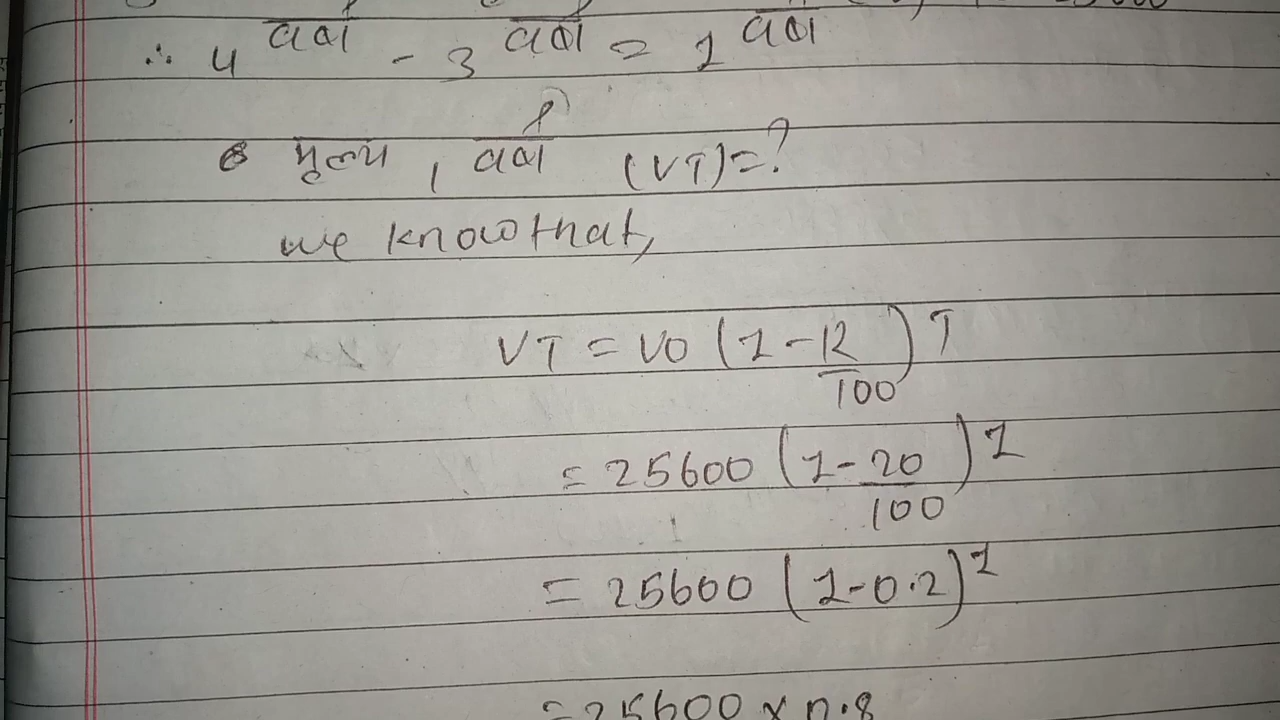 ∴ 4 वर्ष - 3 वर्ष = 1 वर्ष
मूल्य 1 वर्ष (VT)=?
we know that,
VT = V0 (1-R/100)T
= 25600 (1-20/100)1
= 25600 (1-0.2)1
=25600 x 0.8